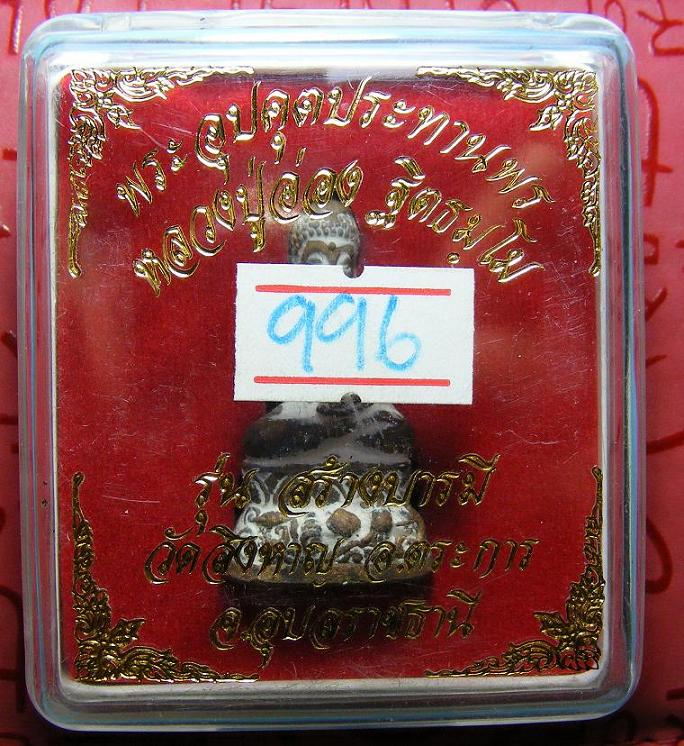 พระอุปคุตประทานพร
หลวงปู่อ่อง ฐิตธมฺโม
996
รุ่น สร้างบารมี
วัดสิงหาญ อ.ตระการ
จ.อุบลราชธานี